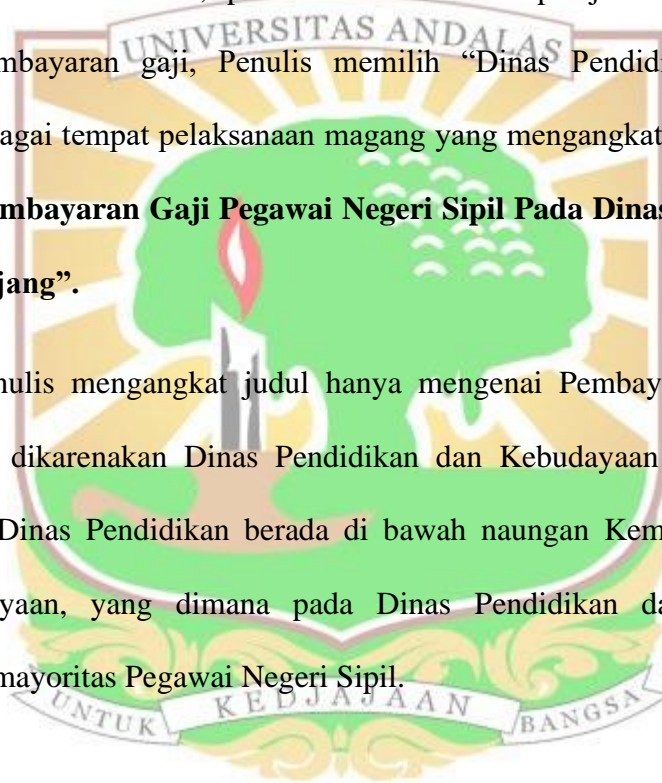 UNIVERSITAS ANDALAS
mbayaran gaji, Penulis memilih “Dinas Pendidi
agai tempat pelaksanaan magang yang mengangkat
mbayaran Gaji Pegawai Negeri Sipil Pada Dinas
jang”.
nulis mengangkat judul hanya mengenai Pembay
dikarenakan Dinas Pendidikan dan Kebudayaan
Dinas Pendidikan berada di bawah naungan Kem
yaan, yang dimana pada Dinas Pendidikan da
mayoritas Pegawai Negeri Sipil.
UNTUK KEDJAJAAN BANGSA